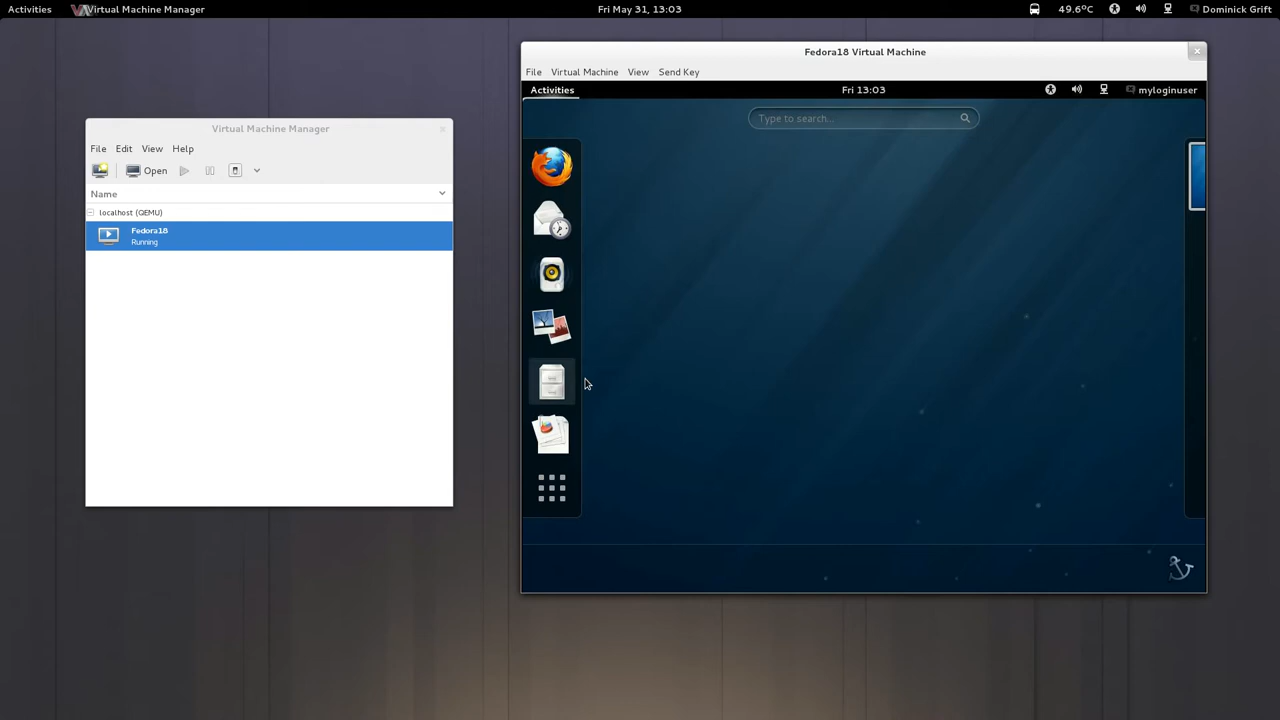 Activities
Virtual Machine Manager
Fri May 31, 13:03
49.6°C
Dominick Grift
Virtual Machine Manager
File Edit View Help
Open
Name
localhost (QEMU)
Fedora18
Running
Fedora18 Virtual Machine
File Virtual Machine View Send Key
Activities
Fri 13:03
myloginuser
Type to search...